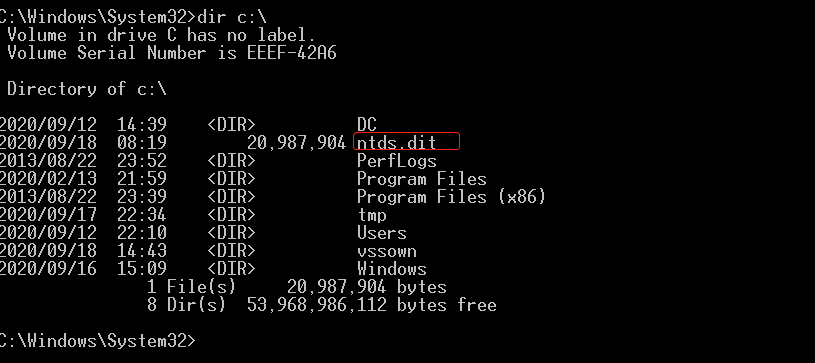 C:\Windows\System32>dir c:\
Volume in drive C has no label.
Volume Serial Number is EEEF-42A6
Directory of c:\
2020/09/12 14:39 <DIR> DC
2020/09/18 08:19 20,987,904 ntds.dit
2013/08/22 23:52 <DIR> PerfLogs
2020/02/13 21:59 <DIR> Program Files
2013/08/22 23:39 <DIR> Program Files (x86)
2020/09/17 22:34 <DIR> tmp
2020/09/12 22:10 <DIR> Users
2020/09/18 14:43 <DIR> vssown
2020/09/16 15:09 <DIR> Windows
1 File(s) 20,987,904 bytes
8 Dir(s) 53,968,986,112 bytes free
C:\Windows\System32>